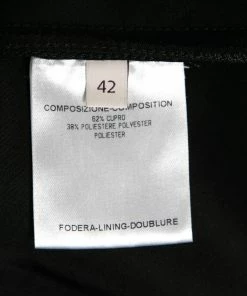 42
COMPOSIZIONE-COMPOSITION
62% CUPRO
38% POLIESTERE POLYESTER
POLIESTER
FODERA-LINING-DOUBLURE